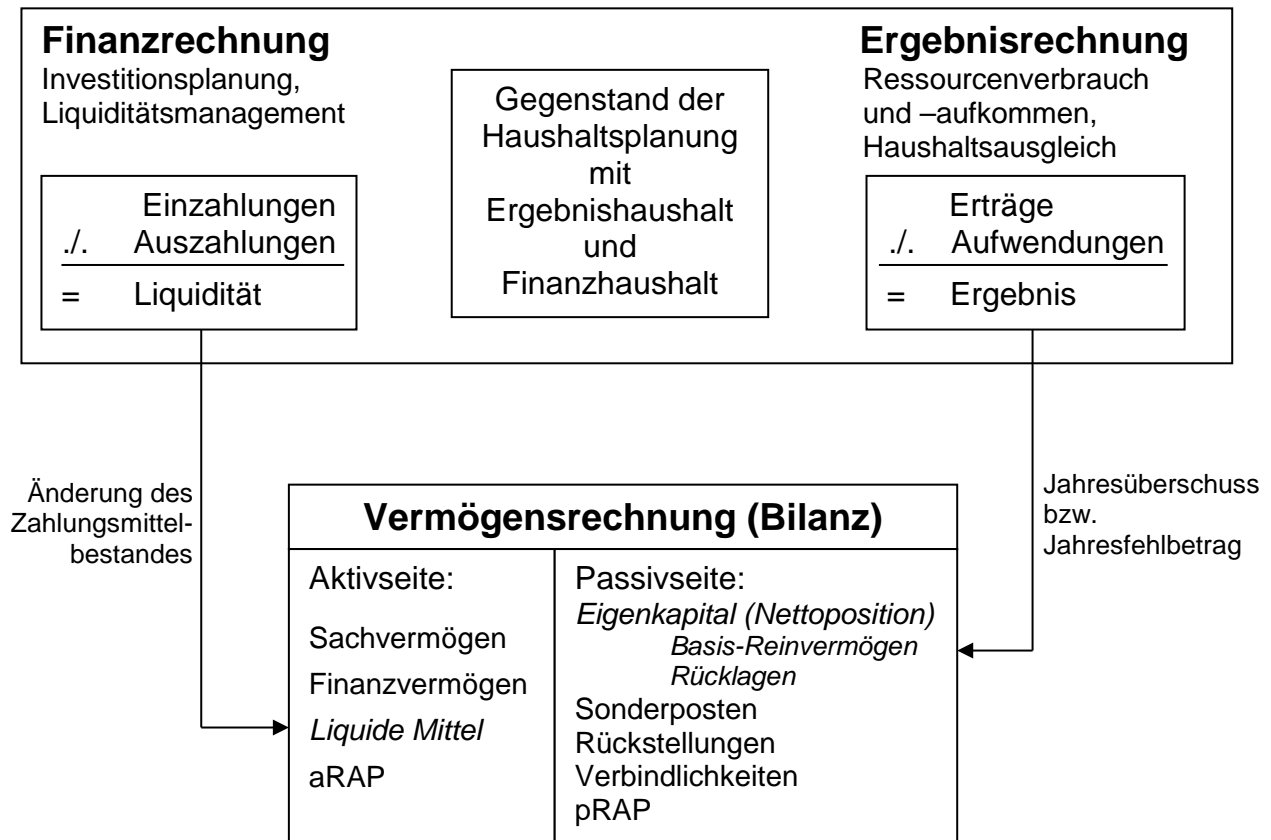 Finanzrechnung
Investitionsplanung,
Liquiditätsmanagement
Einzahlungen
./. Auszahlungen
= Liquidität
Gegenstand der
Haushaltsplanung
mit
Ergebnishaushalt
und
Finanzhaushalt
Ergebnisrechnung
Ressourcenverbrauch
und –aufkommen,
Haushaltsausgleich
Erträge
./. Aufwendungen
= Ergebnis
Änderung des
Zahlungsmittel-
bestandes
Jahresüberschuss
bzw.
Jahresfehlbetrag
Vermögensrechnung (Bilanz)
Aktivseite:
Sachvermögen
Finanzvermögen
Liquide Mittel
aRAP
Passivseite:
Eigenkapital (Nettoposition)
Basis-Reinvermögen
Rücklagen
Sonderposten
Rückstellungen
Verbindlichkeiten
pRAP